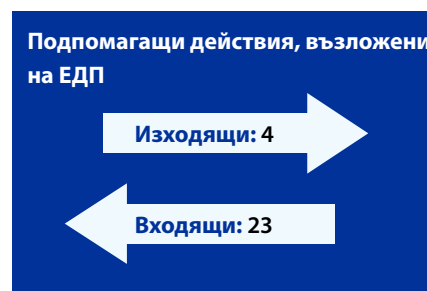 Подпомагащи действия, възложени
на ЕДП
Изходящи: 4
Входящи: 23